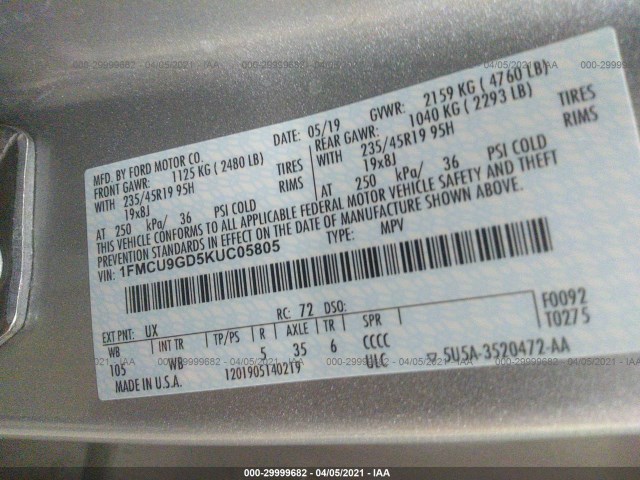 000-29999682 - 04/05/2021 - IAA
MFD. BY FORD MOTOR CO.
DATE: 05/19 GVWR: 2159 KG ( 4760 LB)
FRONT GAWR: 1125 KG ( 2480 LB) REAR GAWR: 1040 KG ( 2293 LB)
WITH 235/45R19 95H TIRES WITH 235/45R19 95H TIRES
19x8J RIMS 19x8J RIMS
AT 250 kPa/ 36 PSI COLD AT 250 kPa/ 36 PSI COLD
THIS VEHICLE CONFORMS TO ALL APPLICABLE FEDERAL MOTOR VEHICLE SAFETY AND THEFT
PREVENTION STANDARDS IN EFFECT ON THE DATE OF MANUFACTURE SHOWN ABOVE.
VIN: 1FMCU9GD5KUC05805 TYPE: MPV
RC: 72 DSO: F0092
EXT PNT: UX T0275
WB INT TR TP/PS R AXLE TR SPR
105 WB 5 35 6 CCCC
MADE IN U.S.A. 12019051402T9 ULC 5U5A-3520472-AA
000-29999682 - 04/05/2021 - IAA